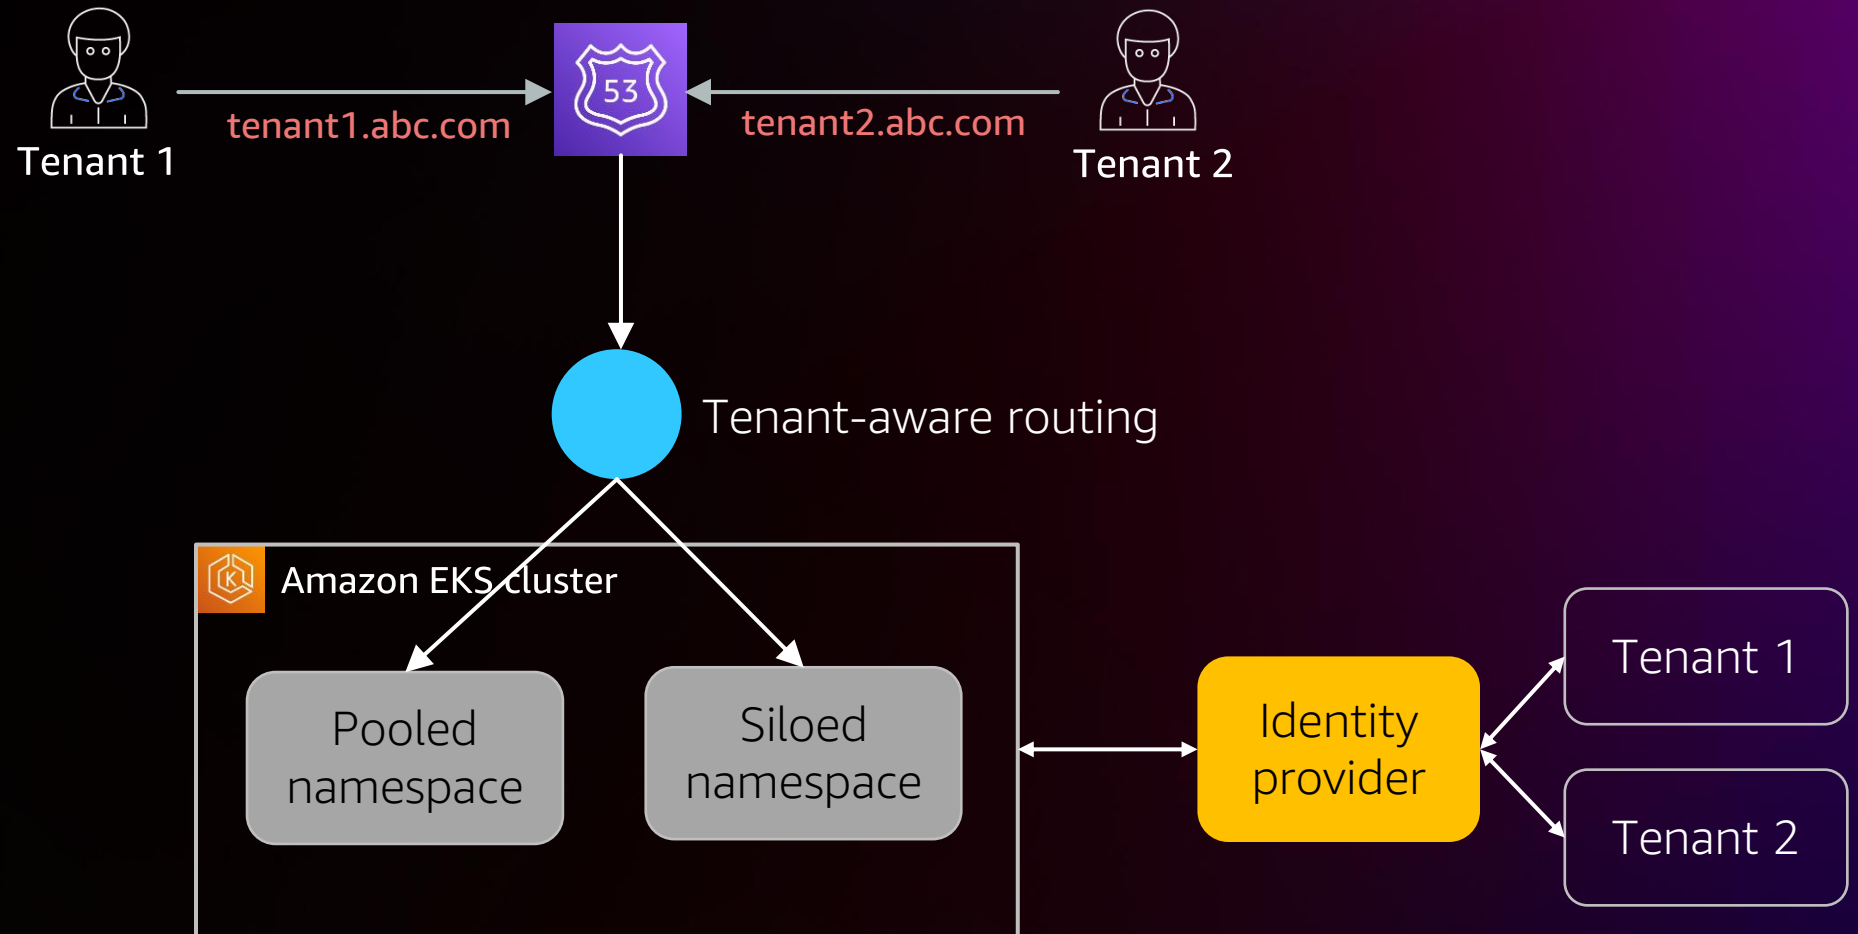 53
tenant1.abc.com
tenant2.abc.com
Tenant 1
Tenant 2
Tenant-aware routing
K
Amazon EKS cluster
Pooled
namespace
Siloed
namespace
Identity
provider
Tenant 1
Tenant 2